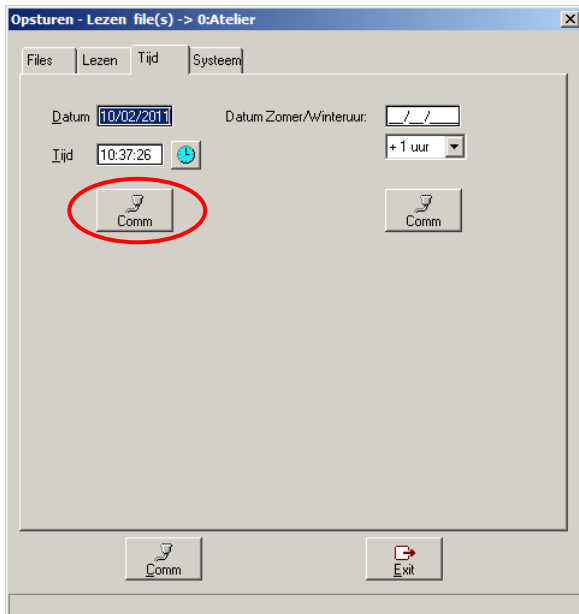 Opsturen - Lezen file(s) -> 0:Atelier
Files Lezen Tijd Systeem
Datum 10/02/2011 Datum Zomer/Winteruur: __/__/____
Tijd 10:37:26 + 1 uur
Comm Comm
Comm Exit